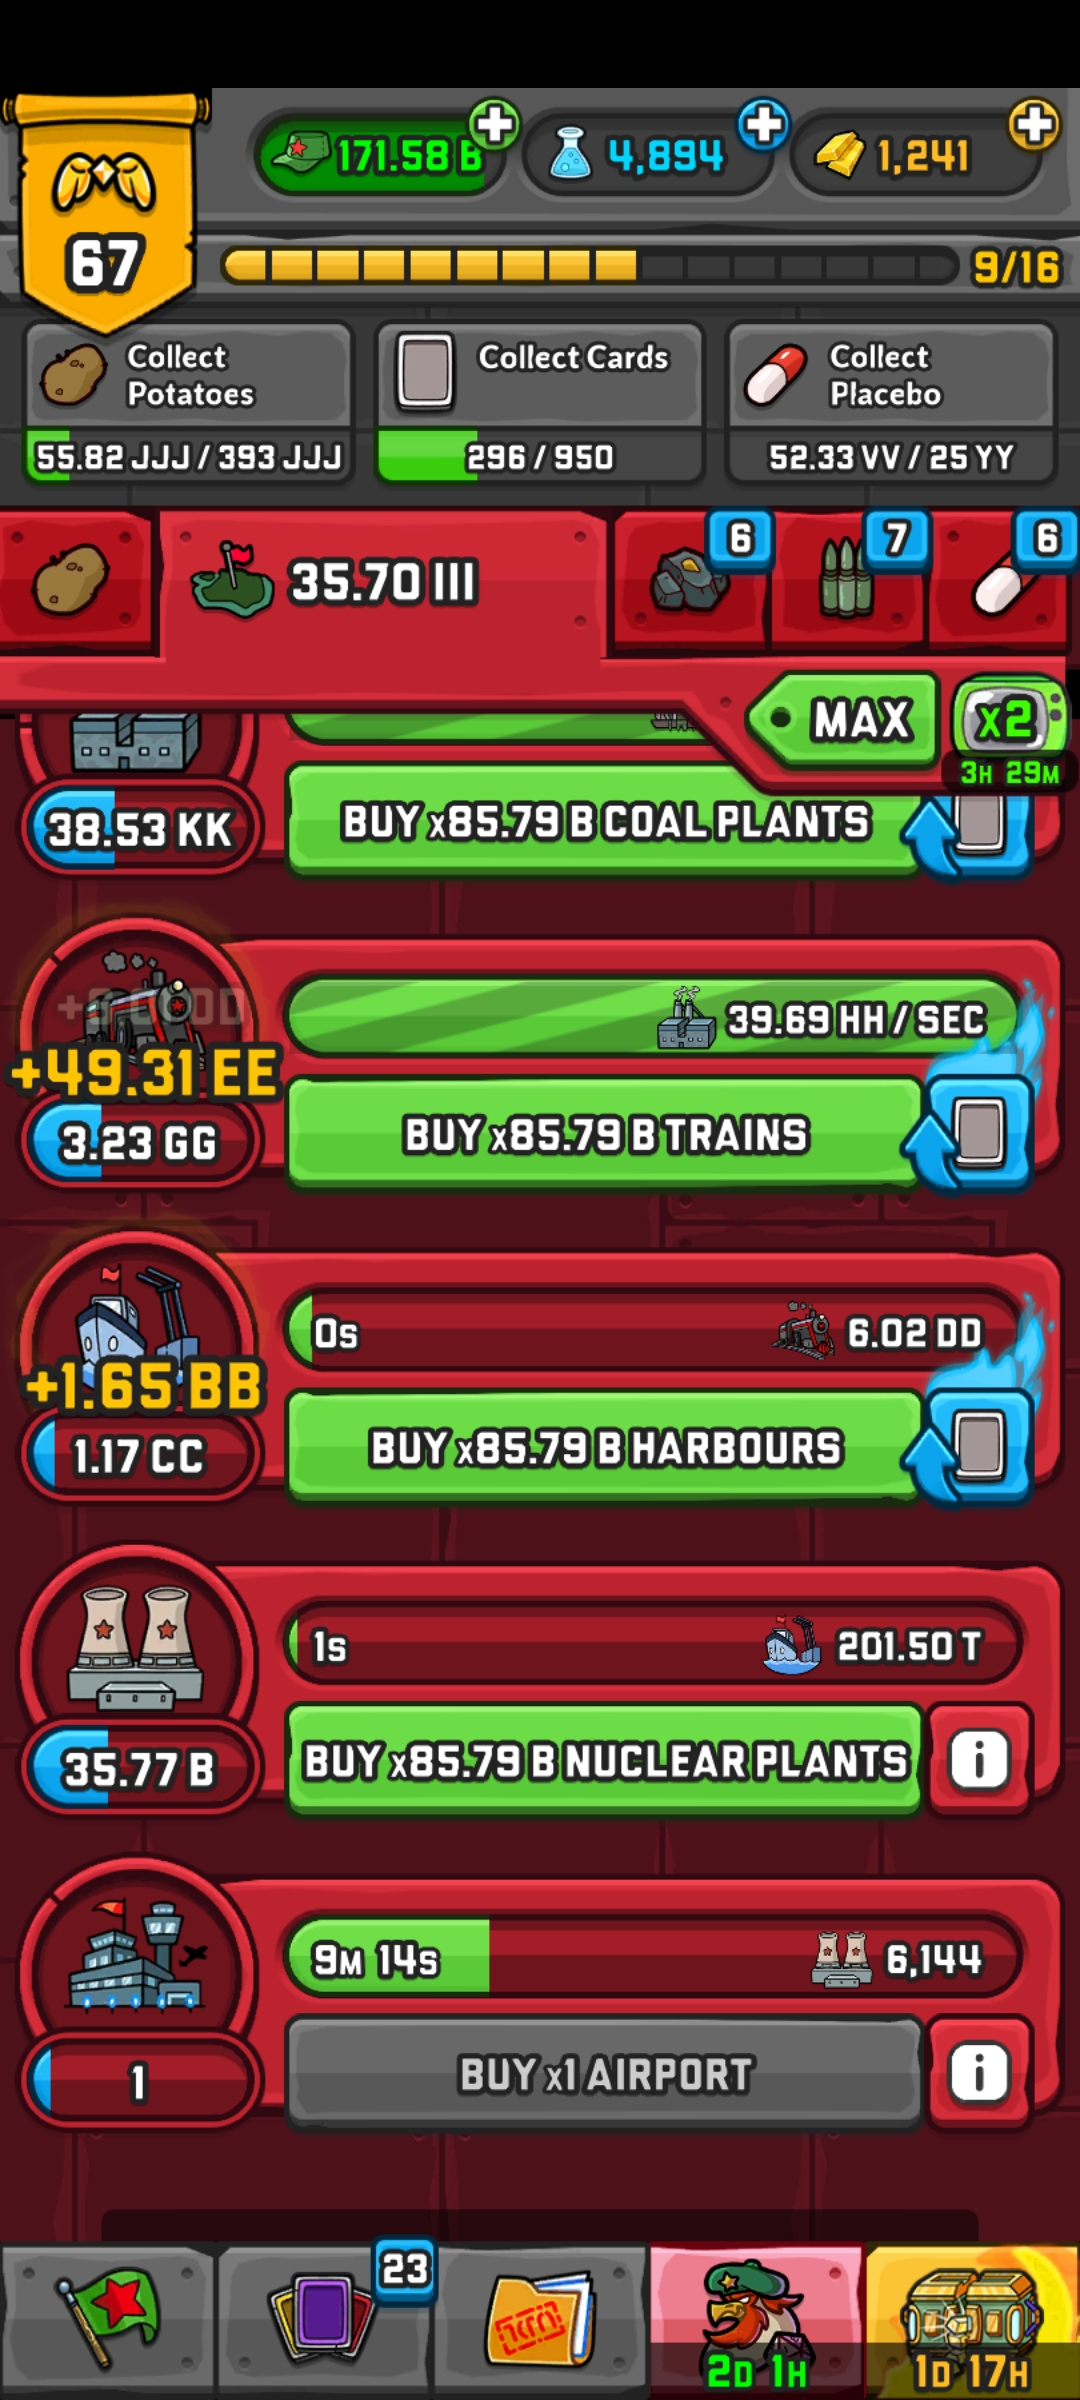 171.58 B
4,894
1,241
67
9/16
Collect
Potatoes
55.82 JJJ / 393 JJJ
Collect Cards
296 / 950
Collect
Placebo
52.33 VV / 25 YY
35.70 III
6
7
6
MAX
x2
3H 29M
38.53 KK
BUY x85.79 B COAL PLANTS
39.69 HH / SEC
+49.31 EE
3.23 GG
BUY x85.79 B TRAINS
0s
6.02 DD
+1.65 BB
1.17 CC
BUY x85.79 B HARBOURS
1s
201.50 T
35.77 B
BUY x85.79 B NUCLEAR PLANTS
i
9M 14s
6,144
1
BUY x1 AIRPORT
i
23
2D 1H
1D 17H